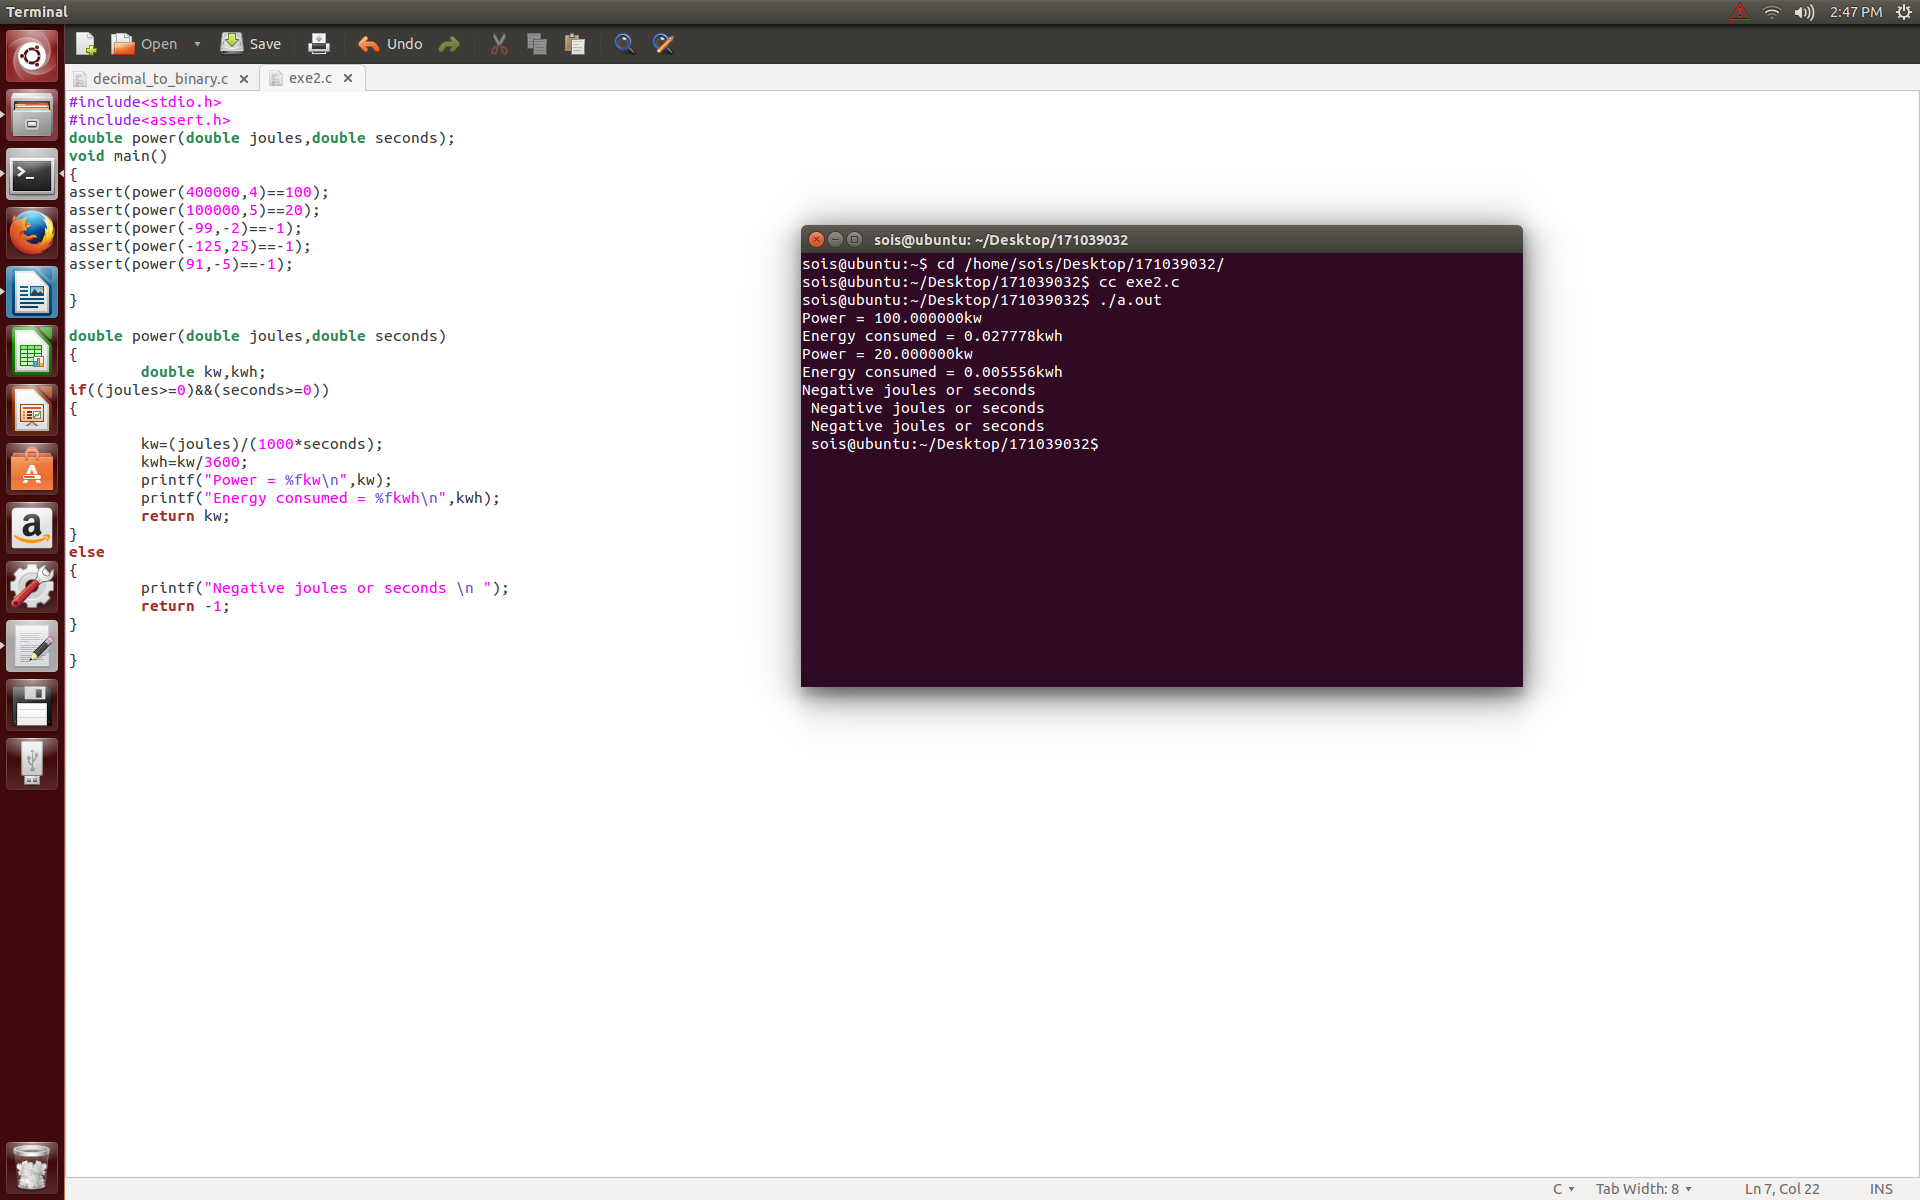 Terminal
2:47 PM
Open
Save
Undo
decimal_to_binary.c
exe2.c
#include<stdio.h>
#include<assert.h>
double power(double joules,double seconds);
void main()
{
assert(power(400000,4)==100);
assert(power(100000,5)==20);
assert(power(-99,-2)==-1);
assert(power(-125,25)==-1);
assert(power(91,-5)==-1);
}
double power(double joules,double seconds)
{
double kw,kwh;
if((joules>=0)&&(seconds>=0))
{
kw=(joules)/(1000*seconds);
kwh=kw/3600;
printf("Power = %fkw\n",kw);
printf("Energy consumed = %fkwh\n",kwh);
return kw;
}
else
{
printf("Negative joules or seconds \n ");
return -1;
}
}
sois@ubuntu: ~/Desktop/171039032
sois@ubuntu:~$ cd /home/sois/Desktop/171039032/
sois@ubuntu:~/Desktop/171039032$ cc exe2.c
sois@ubuntu:~/Desktop/171039032$ ./a.out
Power = 100.000000kw
Energy consumed = 0.027778kwh
Power = 20.000000kw
Energy consumed = 0.005556kwh
Negative joules or seconds
Negative joules or seconds
Negative joules or seconds
sois@ubuntu:~/Desktop/171039032$
C
Tab Width: 8
Ln 7, Col 22
INS